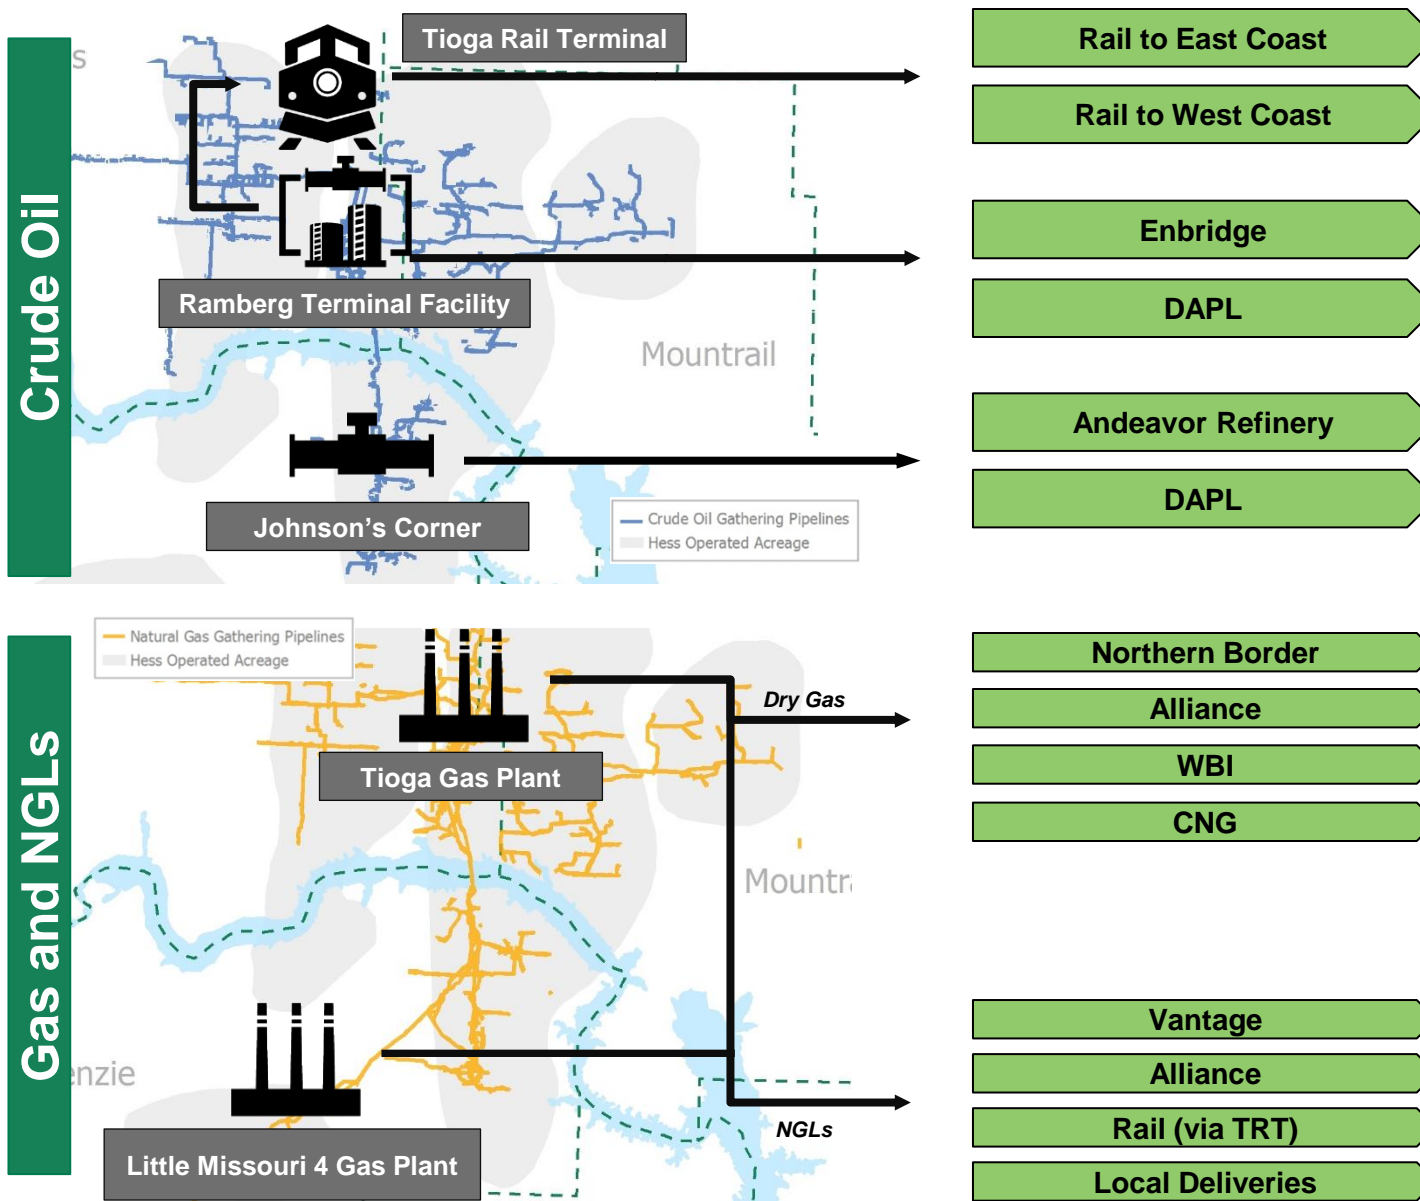 Crude Oil
s
Tioga Rail Terminal
Rail to East Coast
Rail to West Coast
Enbridge
Ramberg Terminal Facility
DAPL
Mountrail
Andeavor Refinery
Johnson’s Corner
DAPL
Crude Oil Gathering Pipelines
Hess Operated Acreage
Gas and NGLs
Natural Gas Gathering Pipelines
Hess Operated Acreage
Northern Border
Dry Gas
Alliance
Tioga Gas Plant
WBI
CNG
Mountra
Vantage
enzie
Alliance
NGLs
Rail (via TRT)
Little Missouri 4 Gas Plant
Local Deliveries